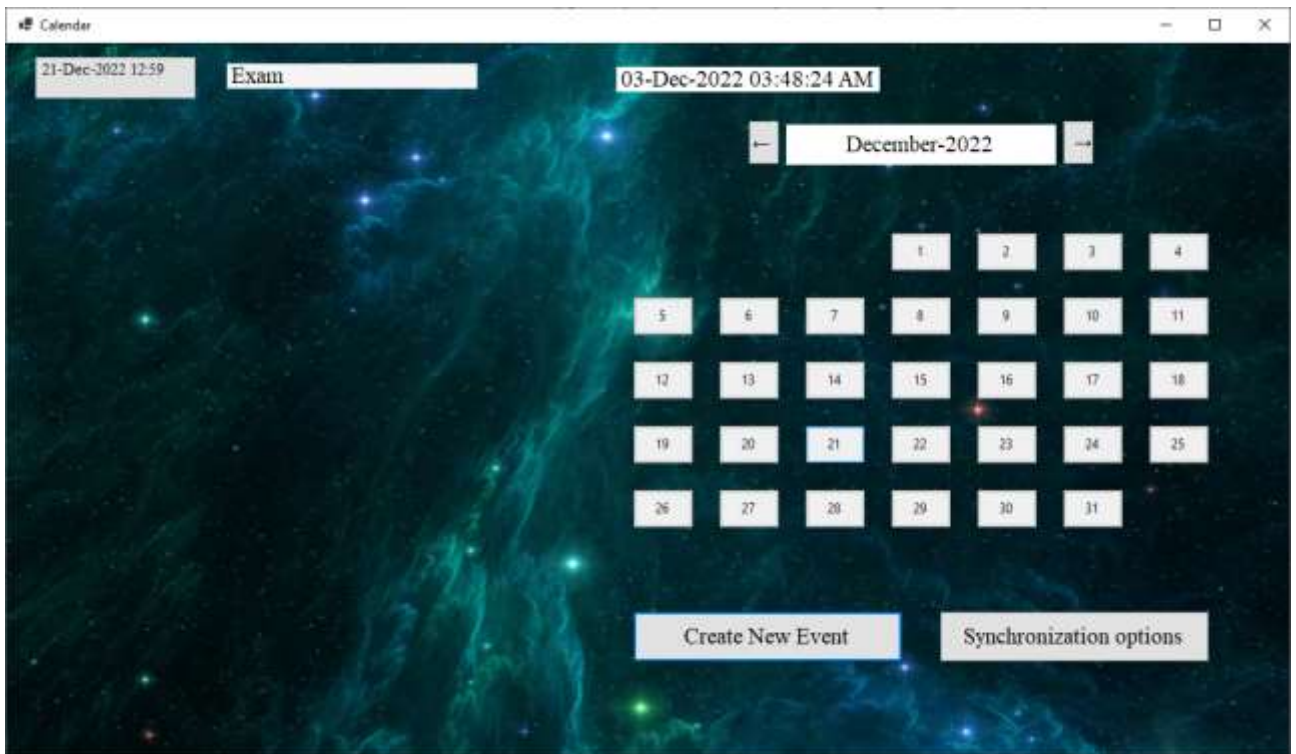 Calendar
21-Dec-2022 12:59
Exam
03-Dec-2022 03:48:24 AM
← December-2022 →
1 2 3 4
5 6 7 8 9 10 11
12 13 14 15 16 17 18
19 20 21 22 23 24 25
26 27 28 29 30 31
Create New Event
Synchronization options